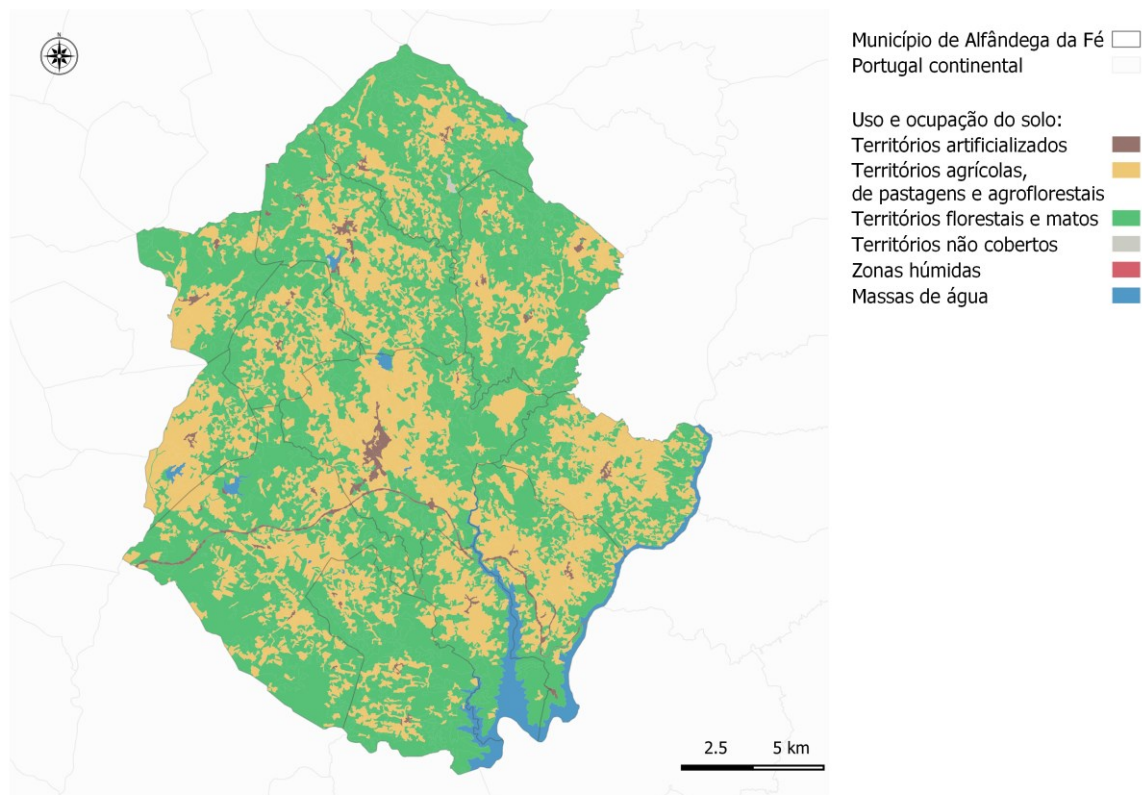 N
Município de Alfândega da Fé
Portugal continental
Uso e ocupação do solo:
Territórios artificializados
Territórios agrícolas,
de pastagens e agroflorestais
Territórios florestais e matos
Territórios não cobertos
Zonas húmidas
Massas de água
2.5 5 km